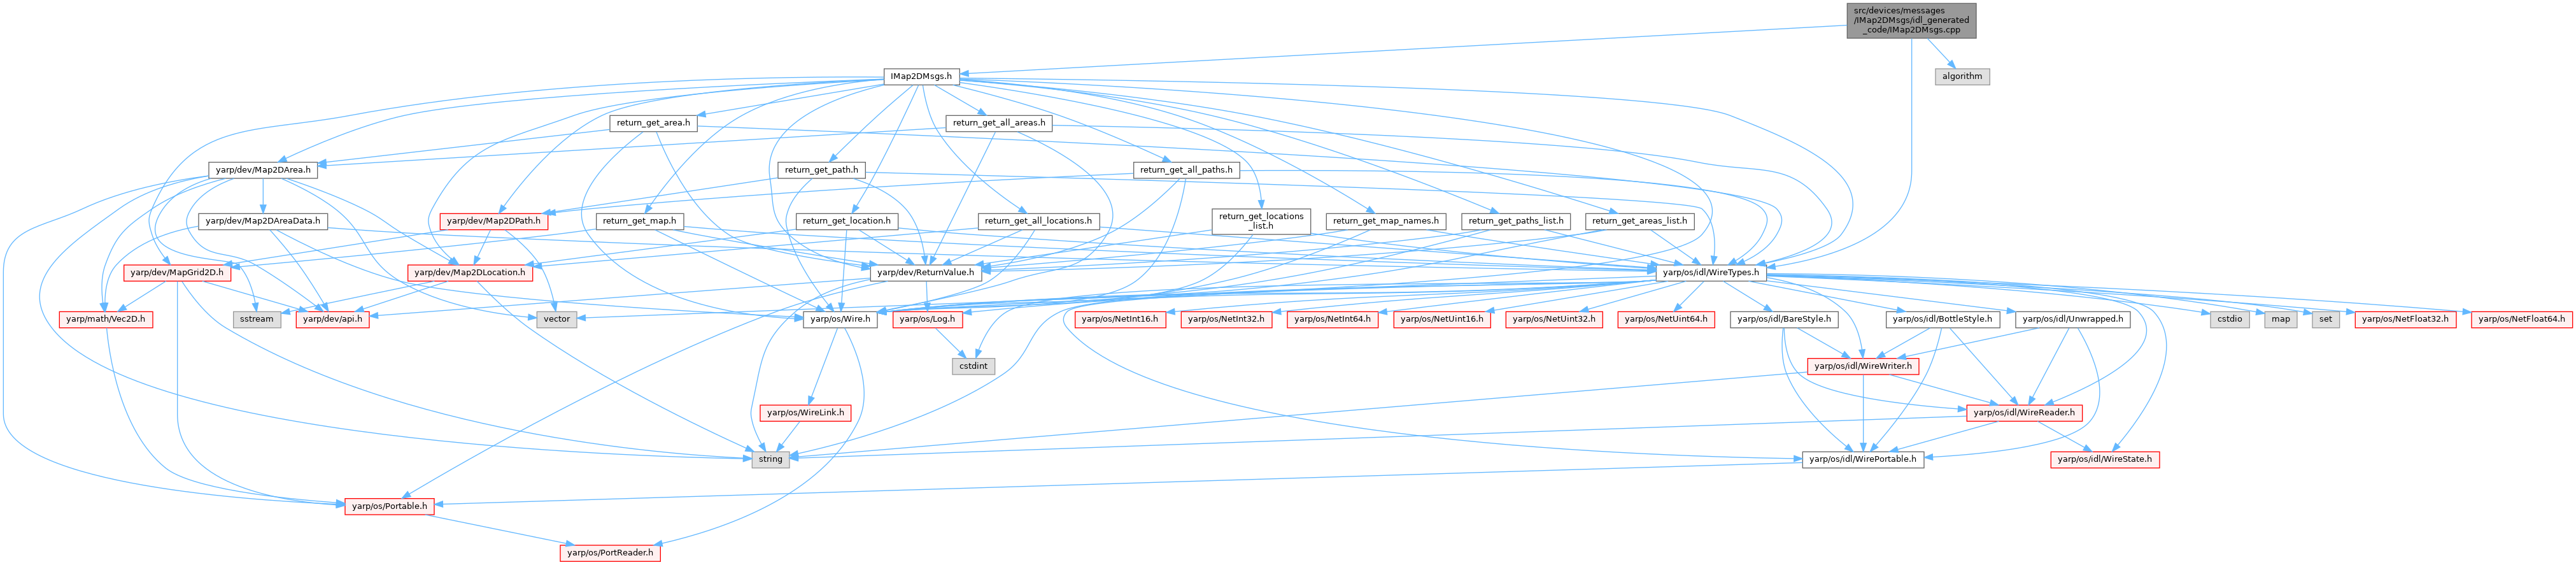 src/devices/messages
/IMap2DMsgs/idl_generated
_code/IMap2DMsgs.cpp
IMap2DMsgs.h
algorithm
return_get_area.h
return_get_all_areas.h
yarp/dev/Map2DArea.h
return_get_path.h
return_get_all_paths.h
yarp/dev/Map2DAreaData.h
yarp/dev/Map2DPath.h
return_get_map.h
return_get_location.h
return_get_all_locations.h
return_get_locations
_list.h
return_get_map_names.h
return_get_paths_list.h
return_get_areas_list.h
yarp/dev/MapGrid2D.h
yarp/dev/Map2DLocation.h
yarp/dev/ReturnValue.h
yarp/os/idl/WireTypes.h
yarp/math/Vec2D.h
sstream
yarp/dev/api.h
vector
yarp/os/Wire.h
yarp/os/Log.h
yarp/os/NetInt16.h
yarp/os/NetInt32.h
yarp/os/NetInt64.h
yarp/os/NetUint16.h
yarp/os/NetUint32.h
yarp/os/NetUint64.h
yarp/os/idl/BareStyle.h
yarp/os/idl/BottleStyle.h
yarp/os/idl/Unwrapped.h
cstdio
map
set
yarp/os/NetFloat32.h
yarp/os/NetFloat64.h
cstdint
yarp/os/idl/WireWriter.h
yarp/os/WireLink.h
yarp/os/idl/WireReader.h
string
yarp/os/idl/WirePortable.h
yarp/os/idl/WireState.h
yarp/os/Portable.h
yarp/os/PortReader.h